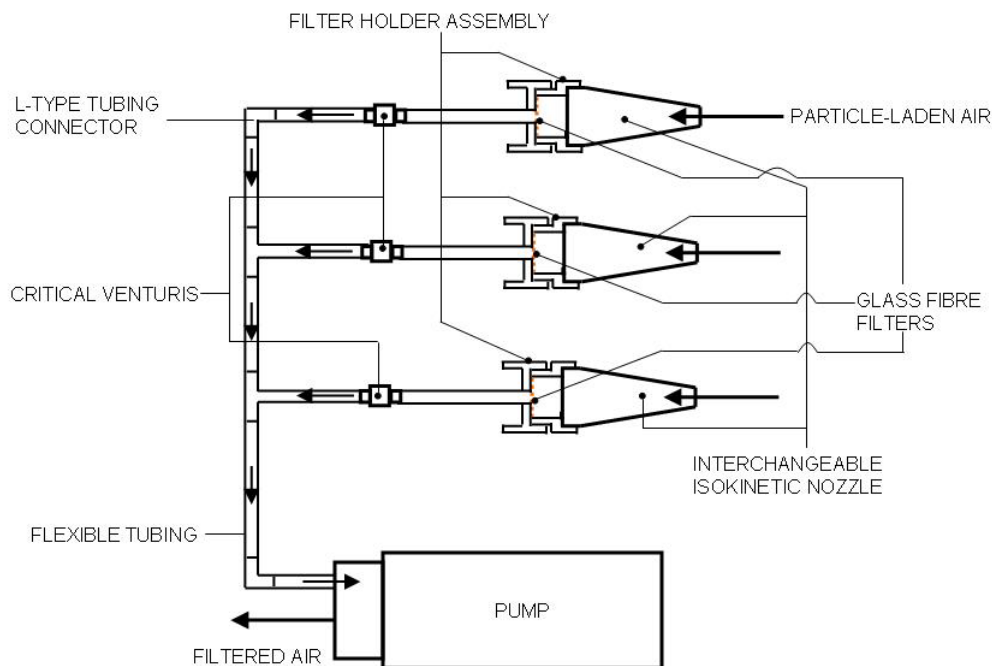 FILTER HOLDER ASSEMBLY
L-TYPE TUBING
CONNECTOR
PARTICLE-LADEN AIR
CRITICAL VENTURIS
GLASS FIBRE
FILTERS
INTERCHANGEABLE
ISOKINETIC NOZZLE
FLEXIBLE TUBING
PUMP
FILTERED AIR